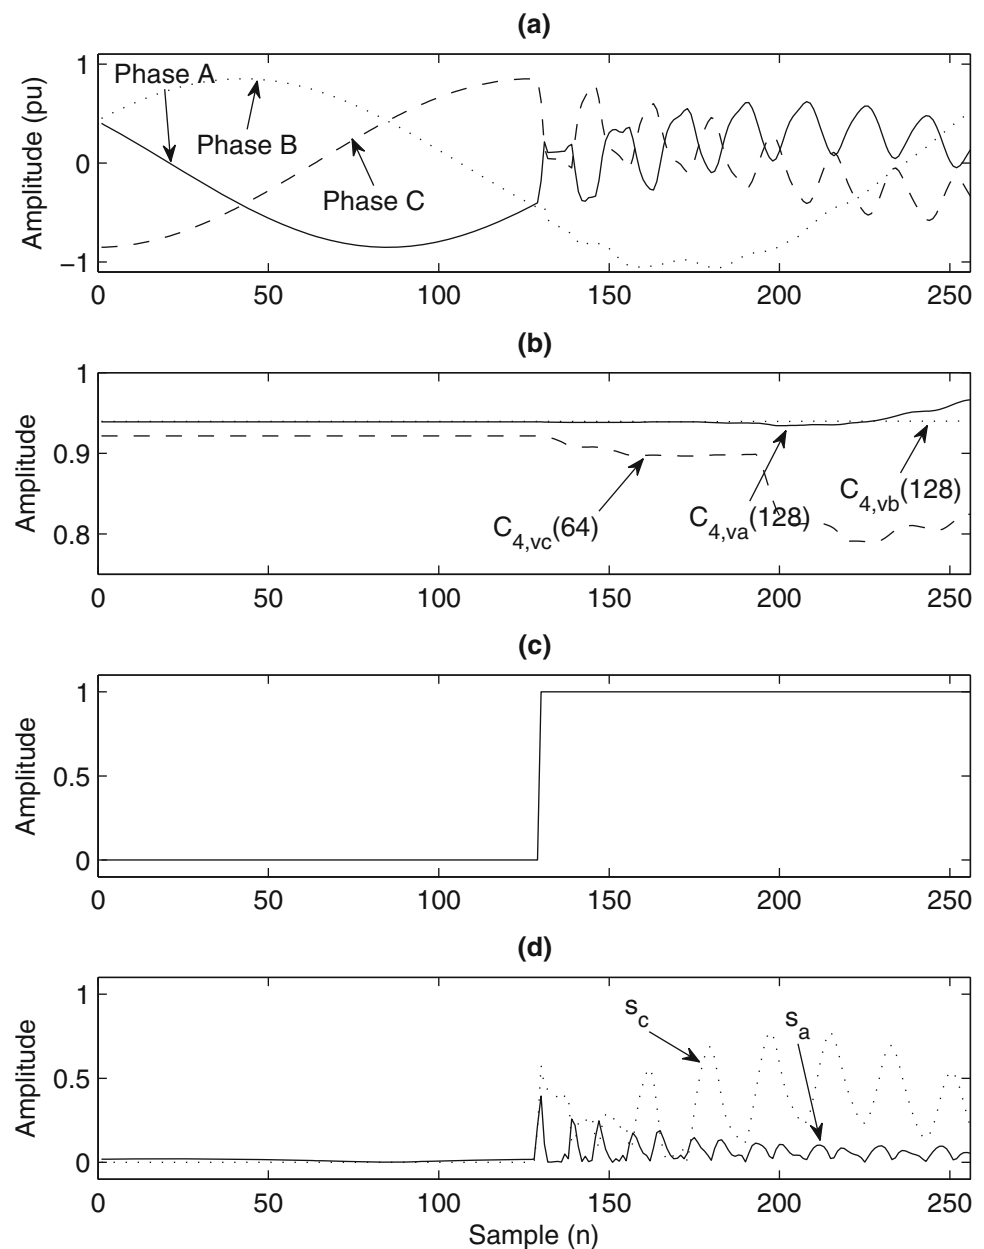 (a)
Amplitude (pu)
1
0
−1
Phase A
Phase B
Phase C
0 50 100 150 200 250
(b)
Amplitude
1
0.9
0.8
C4,vc(64)
C4,va(128)
C4,vb(128)
0 50 100 150 200 250
(c)
Amplitude
1
0.5
0
0 50 100 150 200 250
(d)
Amplitude
1
0.5
0
sc
sa
0 50 100 150 200 250
Sample (n)